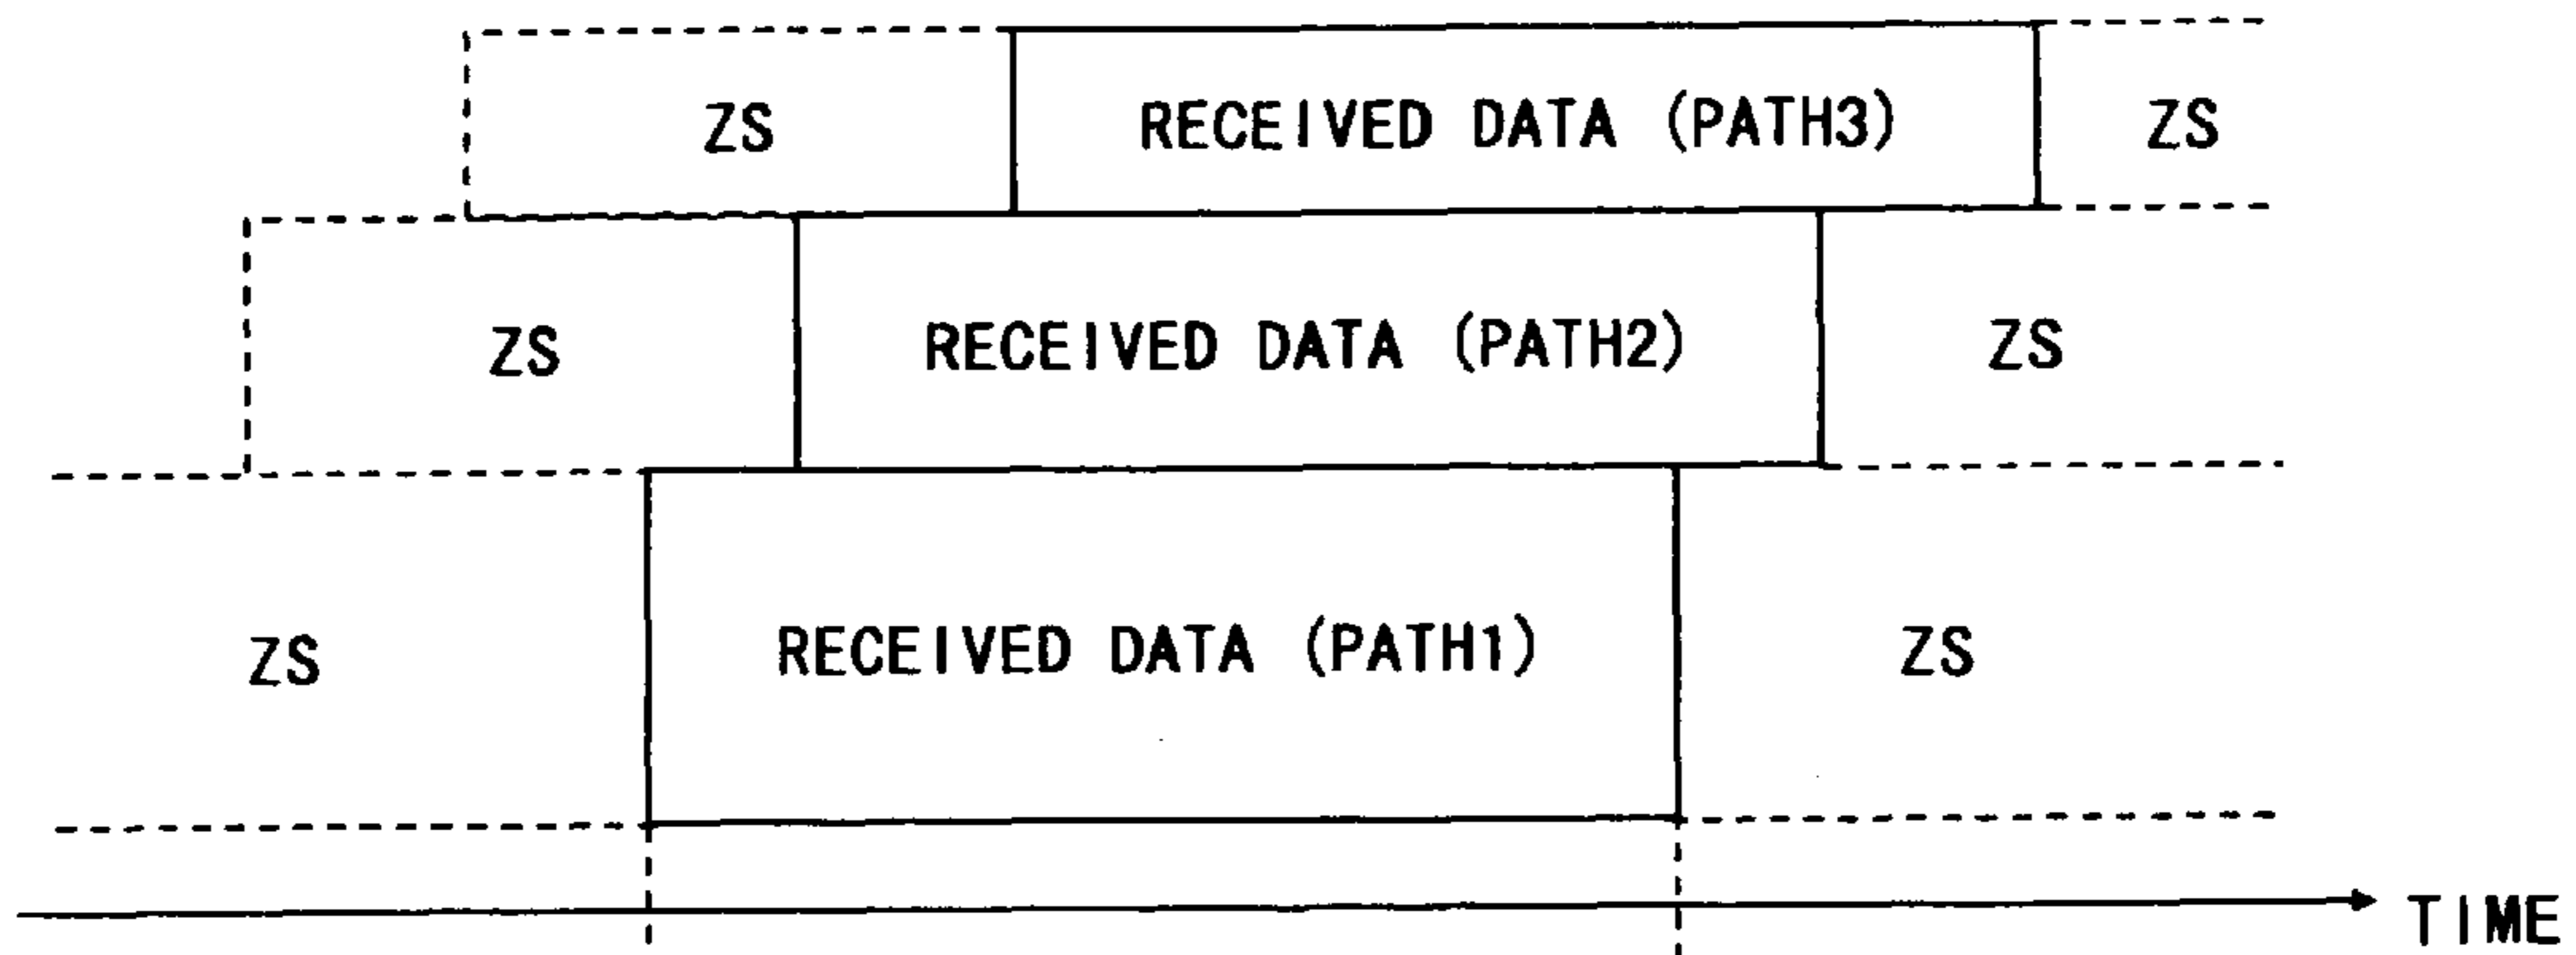 ZS RECEIVED DATA (PATH3) ZS
ZS RECEIVED DATA (PATH2) ZS
ZS RECEIVED DATA (PATH1) ZS
TIME